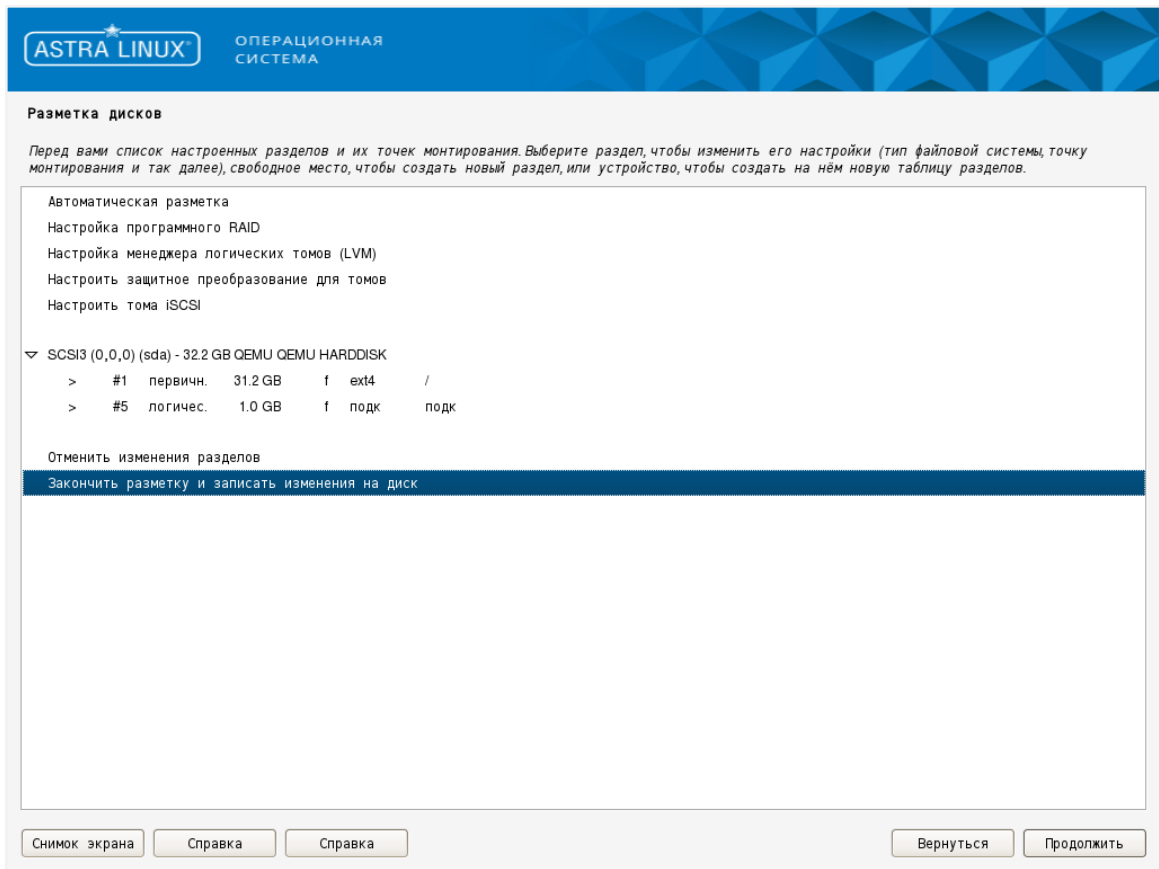 ASTRA LINUX®
ОПЕРАЦИОННАЯ
СИСТЕМА
Разметка дисков
Перед вами список настроенных разделов и их точек монтирования. Выберите раздел, чтобы изменить его настройки (тип файловой системы, точку
монтирования и так далее), свободное место, чтобы создать новый раздел, или устройство, чтобы создать на нём новую таблицу разделов.
Автоматическая разметка
Настройка программного RAID
Настройка менеджера логических томов (LVM)
Настроить защитное преобразование для томов
Настроить тома iSCSI
SCSI3 (0,0,0) (sda) - 32.2 GB QEMU QEMU HARDDISK
> #1 первичн. 31.2 GB f ext4 /
> #5 логичес. 1.0 GB f подк подк
Отменить изменения разделов
Закончить разметку и записать изменения на диск
Снимок экрана Справка Справка Вернуться Продолжить